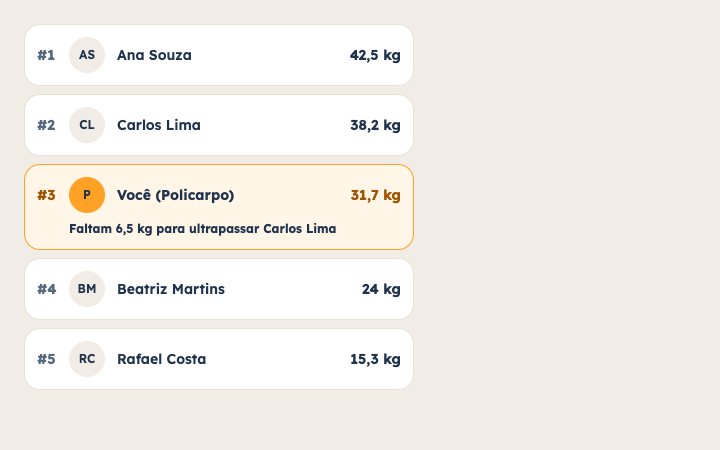 #1 AS Ana Souza 42,5 kg
#2 CL Carlos Lima 38,2 kg
#3 P Você (Policarpo) 31,7 kg
Faltam 6,5 kg para ultrapassar Carlos Lima
#4 BM Beatriz Martins 24 kg
#5 RC Rafael Costa 15,3 kg